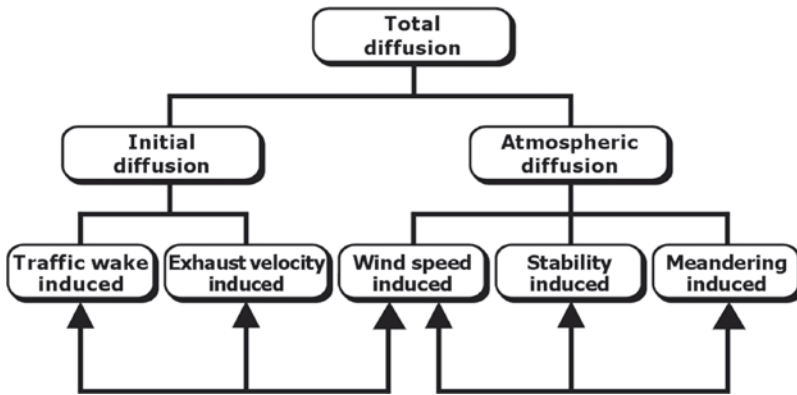 Total
diffusion
Initial
diffusion
Atmospheric
diffusion
Traffic wake
induced
Exhaust velocity
induced
Wind speed
induced
Stability
induced
Meandering
induced